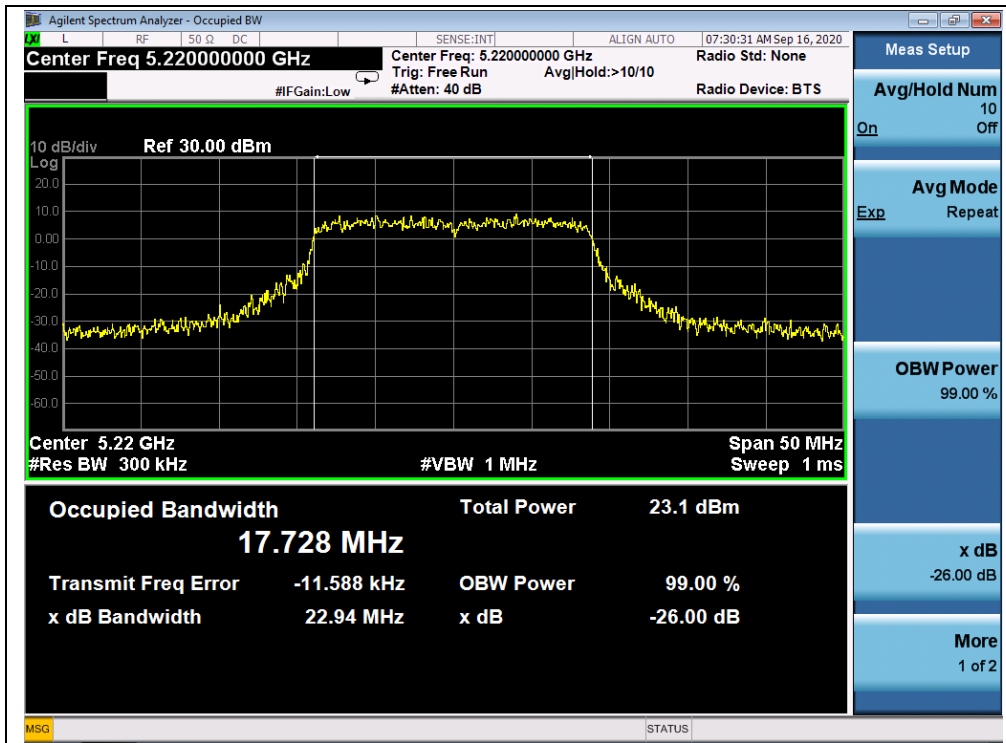 Agilent Spectrum Analyzer - Occupied BW
LXI L RF 50 Ω DC SENSE:INT ALIGN AUTO 07:30:31 AM Sep 16, 2020
Center Freq 5.220000000 GHz
Center Freq: 5.220000000 GHz Radio Std: None
Trig: Free Run Avg|Hold:>10/10
#IFGain:Low #Atten: 40 dB Radio Device: BTS
10 dB/div Ref 30.00 dBm
Log
20.0
10.0
0.00
-10.0
-20.0
-30.0
-40.0
-50.0
-60.0
Center 5.22 GHz Span 50 MHz
#Res BW 300 kHz #VBW 1 MHz Sweep 1 ms
Occupied Bandwidth Total Power 23.1 dBm
17.728 MHz
Transmit Freq Error -11.588 kHz OBW Power 99.00 %
x dB Bandwidth 22.94 MHz x dB -26.00 dB
MSG STATUS
Meas Setup
Avg/Hold Num
10
On Off
Avg Mode
Exp Repeat
OBW Power
99.00 %
x dB
-26.00 dB
More
1 of 2